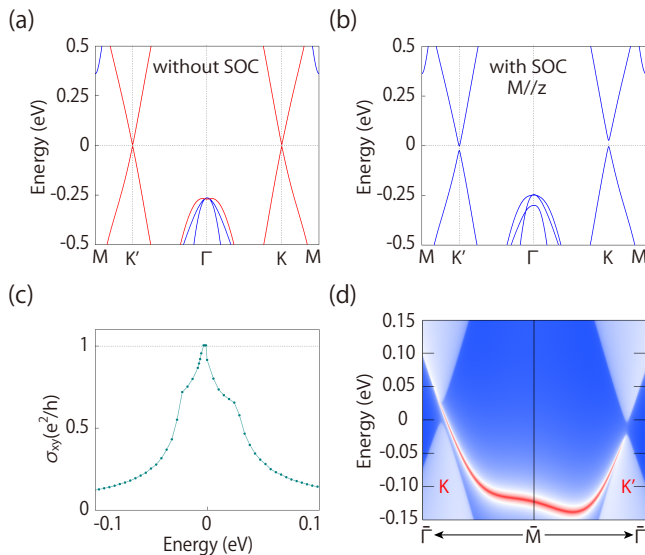 (a)
0.5
0.25
0
-0.25
-0.5
Energy (eV)
without SOC
M K′ Γ K M
(b)
0.5
0.25
0
-0.25
-0.5
Energy (eV)
with SOC
M//z
M K′ Γ K M
(c)
1
0.5
0
σxy(e²/h)
-0.1 0 0.1
Energy (eV)
(d)
0.15
0.10
0.05
0
-0.05
-0.10
-0.15
Energy (eV)
K K′
Γ̄ M̄ Γ̄